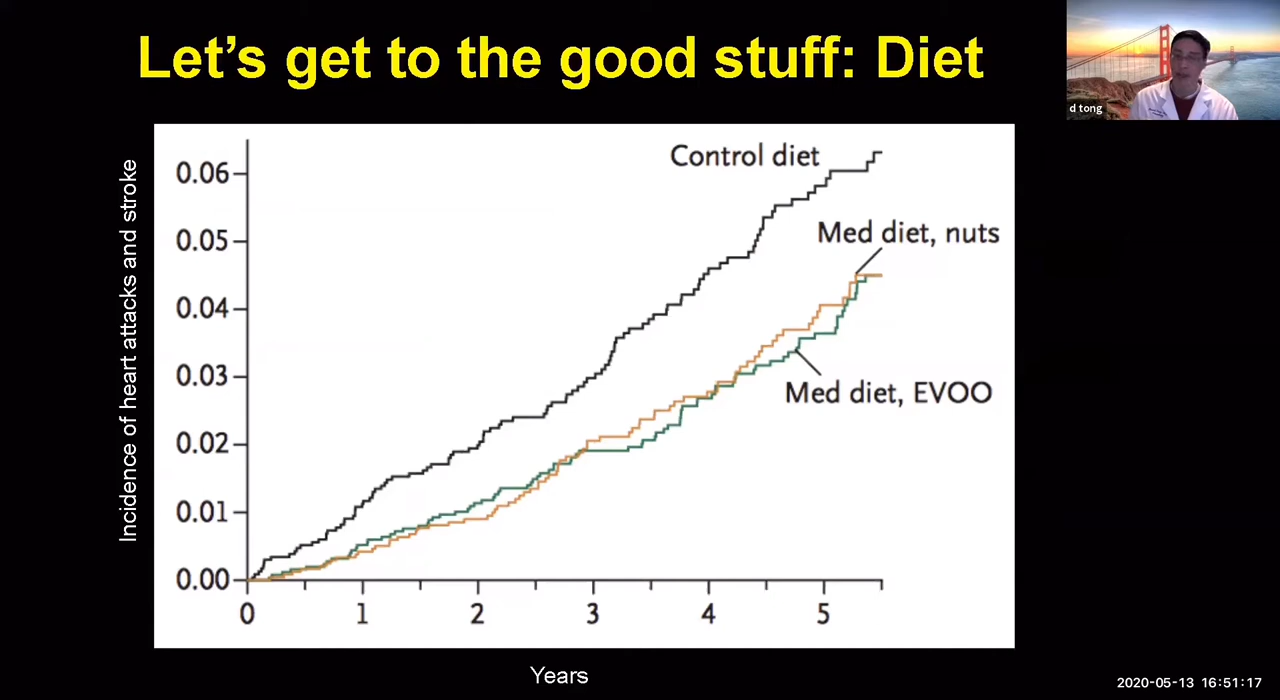 Let's get to the good stuff: Diet
d tong
Incidence of heart attacks and stroke
0.06
0.05
0.04
0.03
0.02
0.01
0.00
Control diet
Med diet, nuts
Med diet, EVOO
0 1 2 3 4 5
Years
2020-05-13 16:51:17